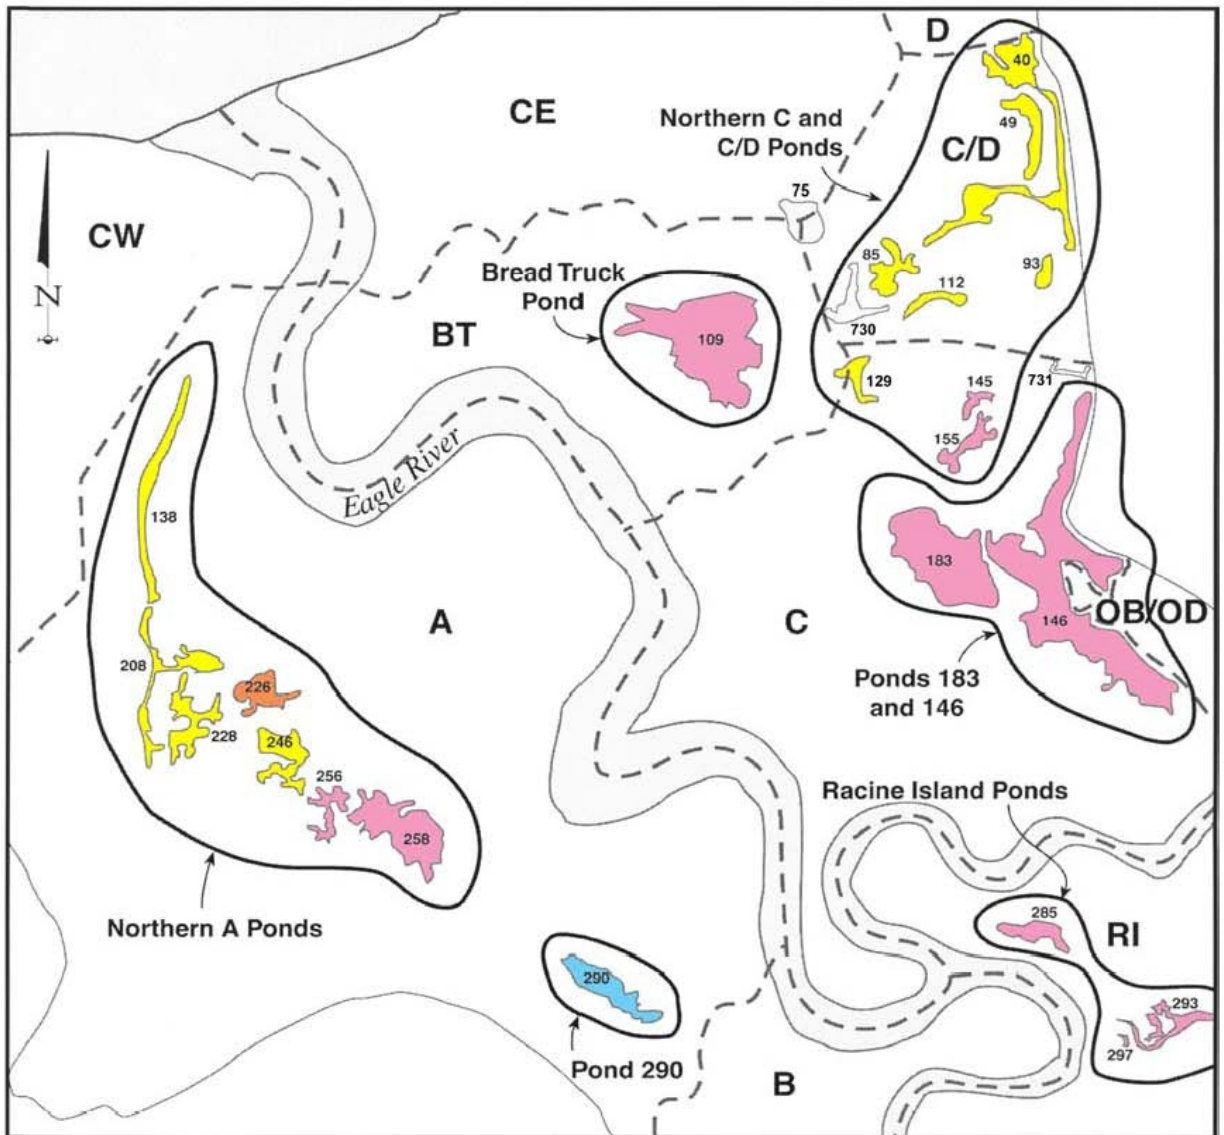 D
40
CE
Northern C and
C/D Ponds
49
C/D
75
CW
N
85
93
Bread Truck
Pond
112
BT
109
730
129
145
731
155
Eagle River
138
183
A
C
146
OB/OD
208
226
Ponds 183
and 146
228
246
256
258
Racine Island Ponds
Northern A Ponds
285
RI
290
293
297
Pond 290
B